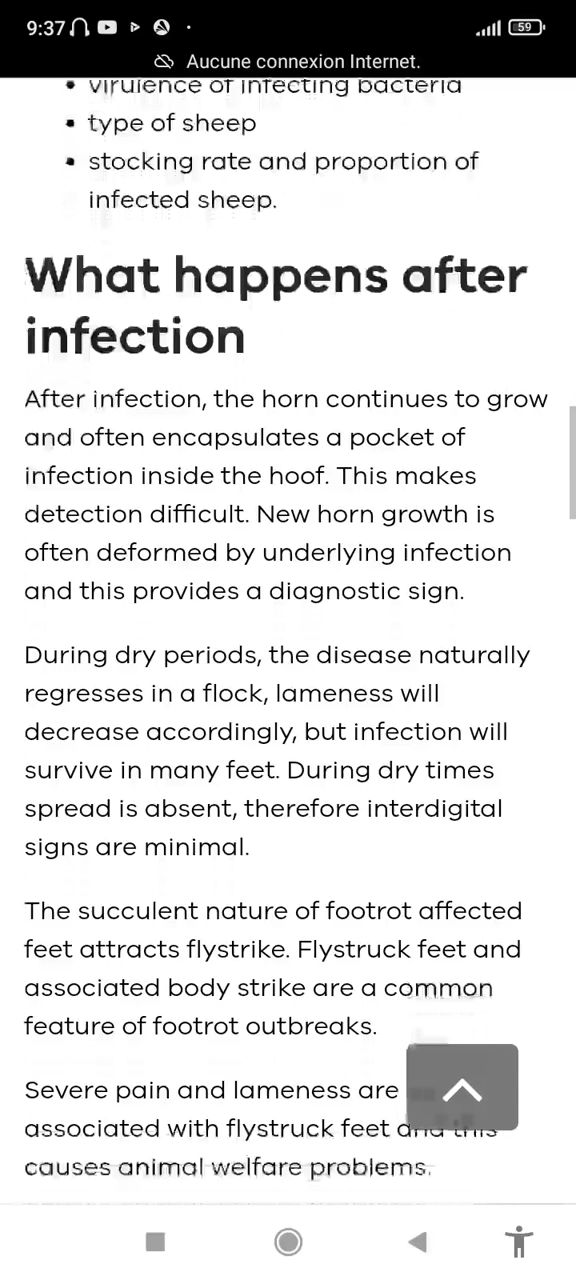 9:37
59
Aucune connexion Internet.
• virulence of infecting bacteria
• type of sheep
• stocking rate and proportion of
infected sheep.
What happens after
infection
After infection, the horn continues to grow
and often encapsulates a pocket of
infection inside the hoof. This makes
detection difficult. New horn growth is
often deformed by underlying infection
and this provides a diagnostic sign.
During dry periods, the disease naturally
regresses in a flock, lameness will
decrease accordingly, but infection will
survive in many feet. During dry times
spread is absent, therefore interdigital
signs are minimal.
The succulent nature of footrot affected
feet attracts flystrike. Flystruck feet and
associated body strike are a common
feature of footrot outbreaks.
Severe pain and lameness are
associated with flystruck feet and this
causes animal welfare problems.